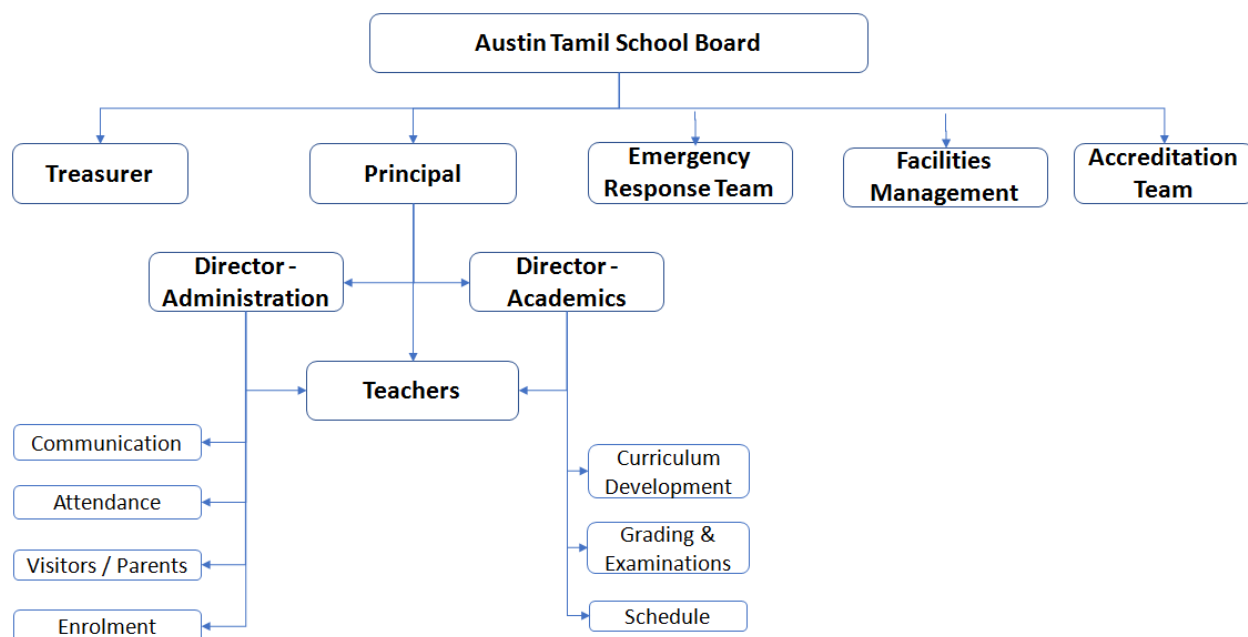 Austin Tamil School Board
Treasurer
Principal
Emergency
Response Team
Facilities
Management
Accreditation
Team
Director -
Administration
Director -
Academics
Teachers
Communication
Attendance
Visitors / Parents
Enrolment
Curriculum
Development
Grading &
Examinations
Schedule